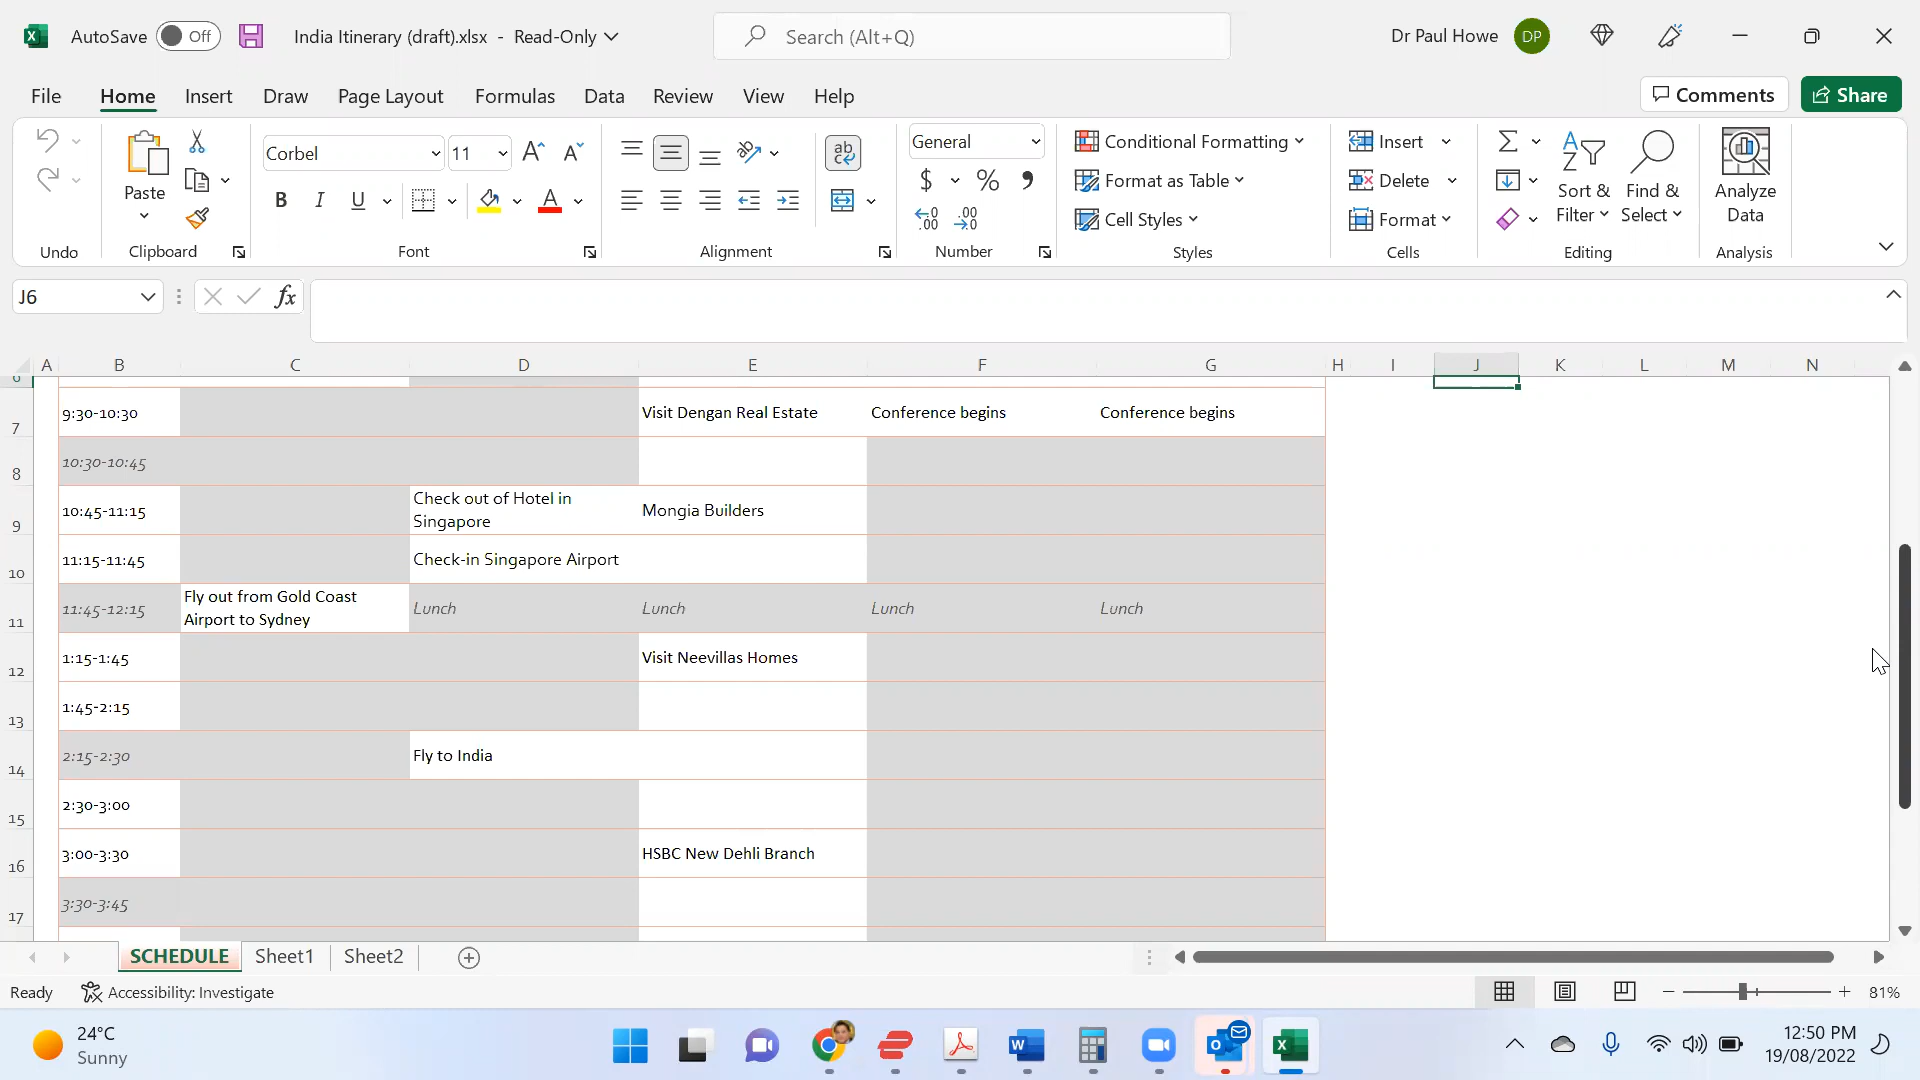 AutoSave Off India Itinerary (draft).xlsx - Read-Only Search (Alt+Q) Dr Paul Howe DP
File Home Insert Draw Page Layout Formulas Data Review View Help Comments Share
Paste
Undo
Clipboard
Corbel 11
B I U A
Font
ab
Alignment
General
$ % ,
Number
Conditional Formatting
Format as Table
Cell Styles
Styles
Insert
Delete
Format
Cells
Sort & Filter
Find & Select
Editing
Analyze Data
Analysis
J6 fx
A B C D E F G H I J K L M N
6
7 9:30-10:30 Visit Dengan Real Estate Conference begins Conference begins
8 10:30-10:45
9 10:45-11:15 Check out of Hotel in Singapore Mongia Builders
10 11:15-11:45 Check-in Singapore Airport
11 11:45-12:15 Fly out from Gold Coast Airport to Sydney Lunch Lunch Lunch Lunch
12 1:15-1:45 Visit Neevillas Homes
13 1:45-2:15
14 2:15-2:30 Fly to India
15 2:30-3:00
16 3:00-3:30 HSBC New Dehli Branch
17 3:30-3:45
SCHEDULE Sheet1 Sheet2
Ready Accessibility: Investigate 81%
24°C
Sunny
12:50 PM
19/08/2022